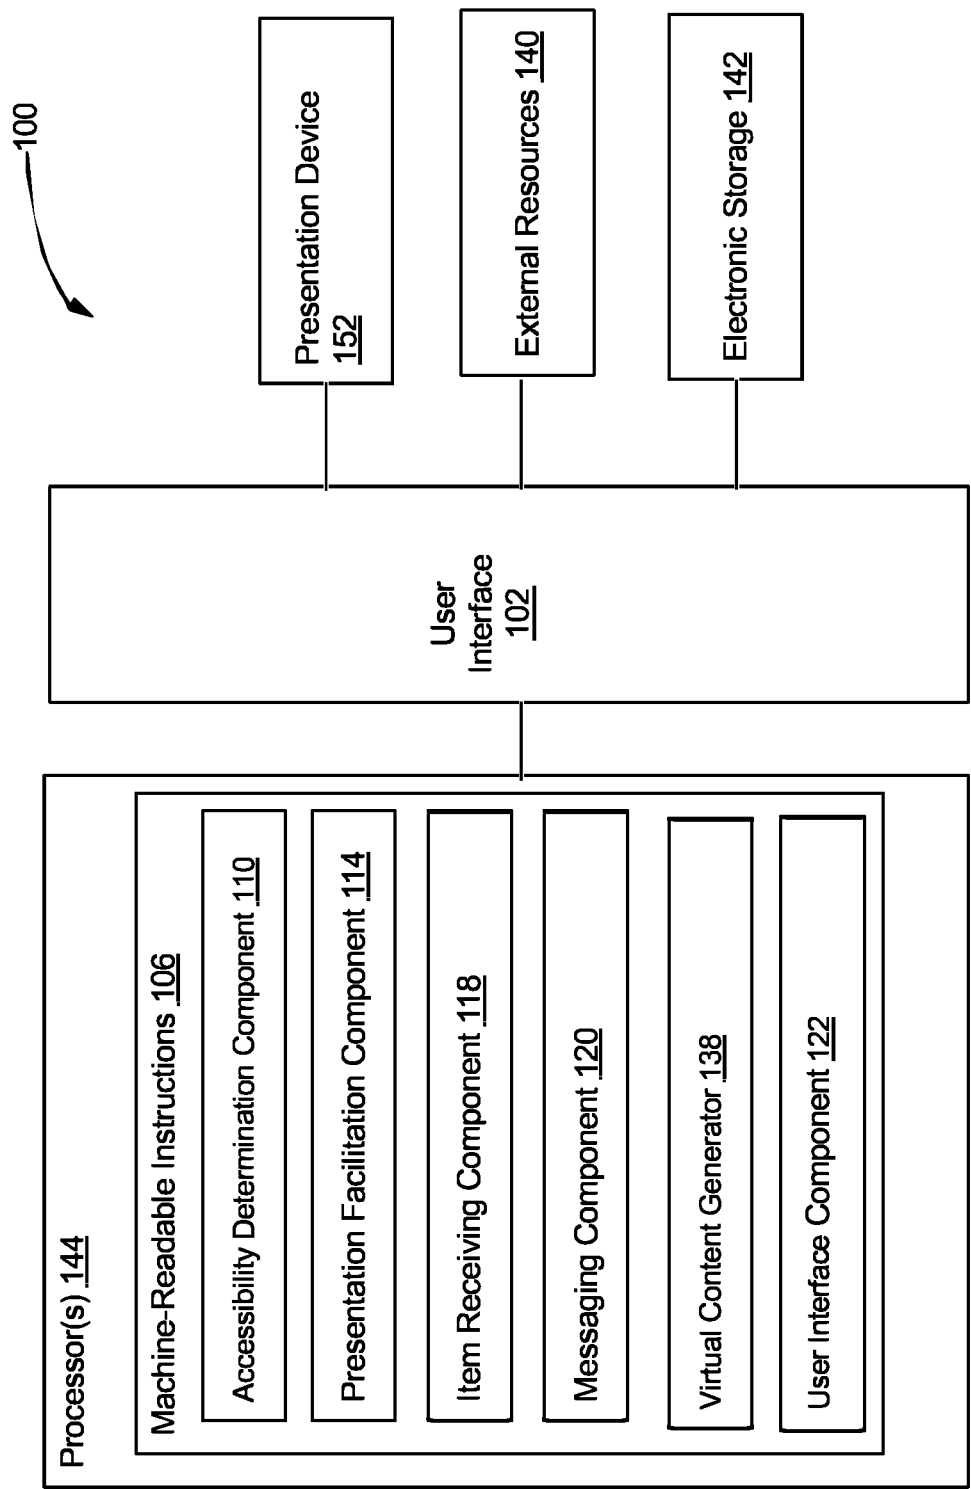 100
Processor(s) 144
Machine-Readable Instructions 106
Accessibility Determination Component 110
Presentation Facilitation Component 114
Item Receiving Component 118
Messaging Component 120
Virtual Content Generator 138
User Interface Component 122
User
Interface
102
Presentation Device
152
External Resources 140
Electronic Storage 142